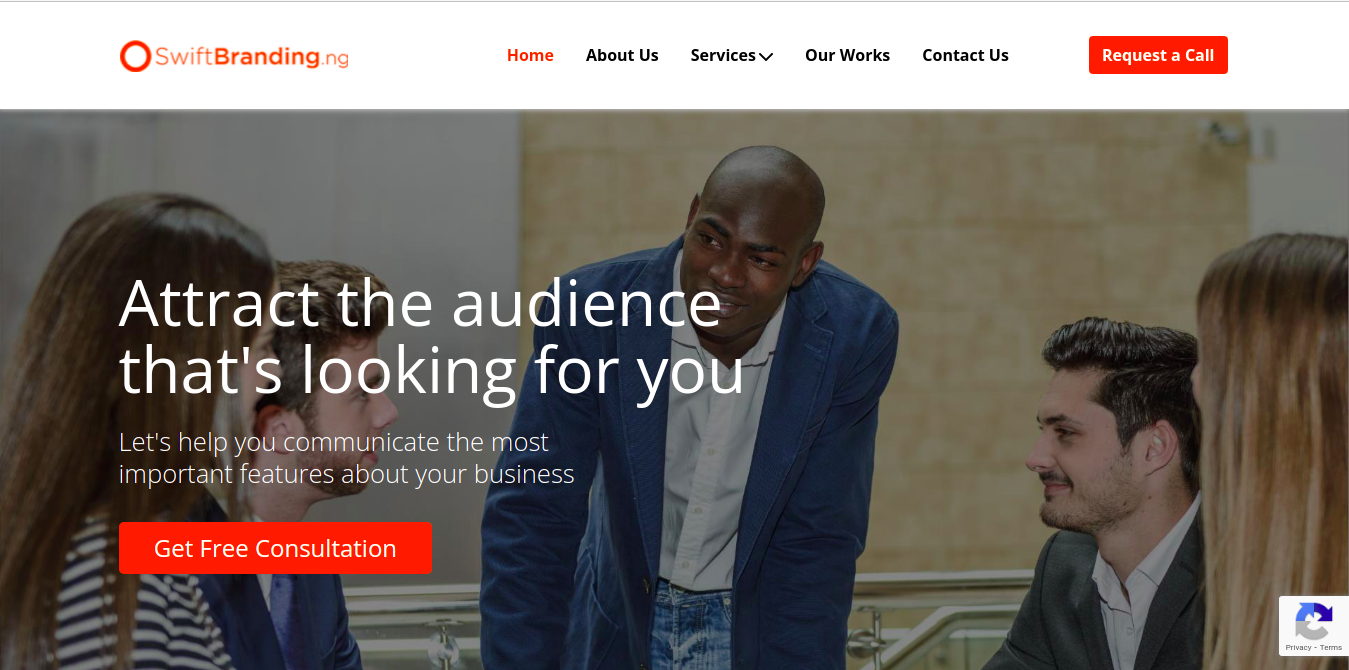 SwiftBranding.ng
Home
About Us
Services
Our Works
Contact Us
Request a Call
Attract the audience
that's looking for you
Let's help you communicate the most
important features about your business
Get Free Consultation
Privacy - Terms